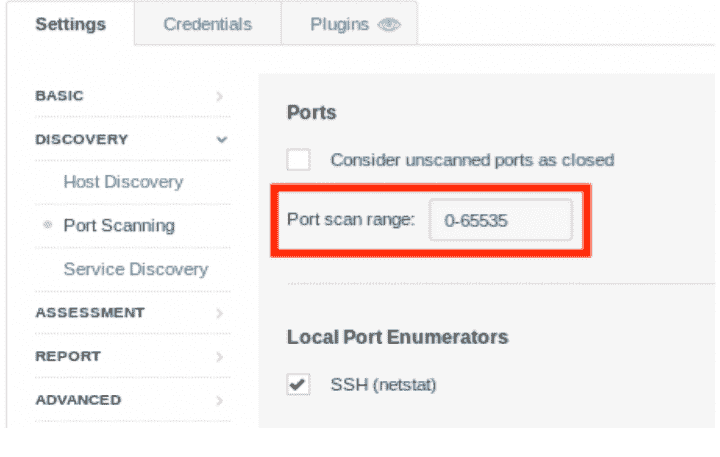 Settings Credentials Plugins
BASIC
DISCOVERY
Host Discovery
Port Scanning
Service Discovery
ASSESSMENT
REPORT
ADVANCED
Ports
Consider unscanned ports as closed
Port scan range: 0-65535
Local Port Enumerators
SSH (netstat)